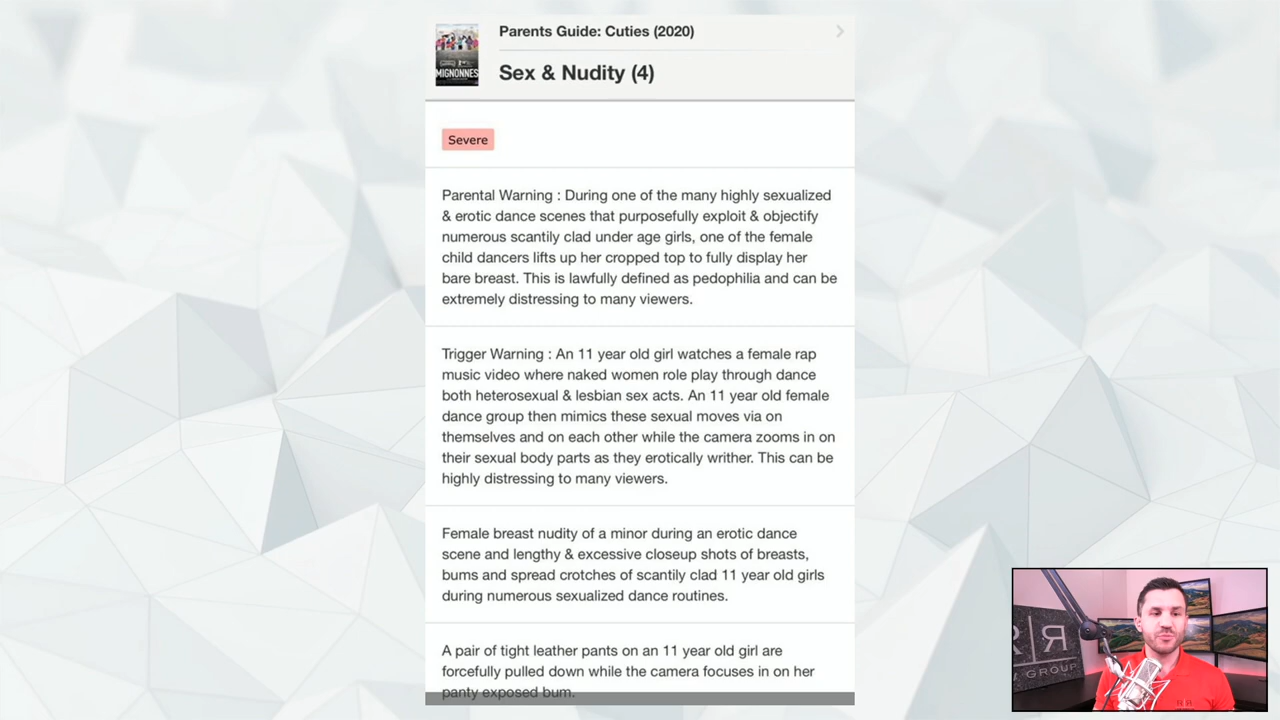 Parents Guide: Cuties (2020)
MIGNONNES
Sex & Nudity (4)
Severe
Parental Warning : During one of the many highly sexualized
& erotic dance scenes that purposefully exploit & objectify
numerous scantily clad under age girls, one of the female
child dancers lifts up her cropped top to fully display her
bare breast. This is lawfully defined as pedophilia and can be
extremely distressing to many viewers.
Trigger Warning : An 11 year old girl watches a female rap
music video where naked women role play through dance
both heterosexual & lesbian sex acts. An 11 year old female
dance group then mimics these sexual moves via on
themselves and on each other while the camera zooms in on
their sexual body parts as they erotically writher. This can be
highly distressing to many viewers.
Female breast nudity of a minor during an erotic dance
scene and lengthy & excessive closeup shots of breasts,
bums and spread crotches of scantily clad 11 year old girls
during numerous sexualized dance routines.
A pair of tight leather pants on an 11 year old girl are
forcefully pulled down while the camera focuses in on her
panty exposed bum.
GROUP